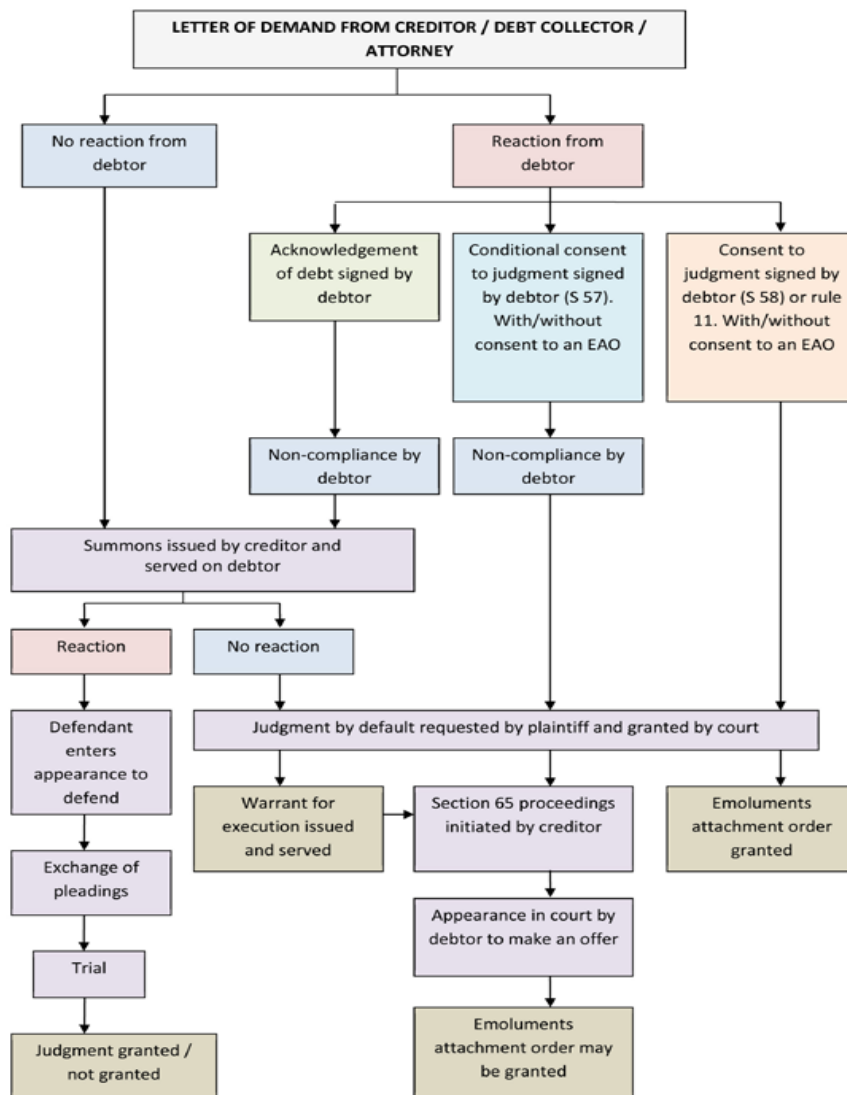 LETTER OF DEMAND FROM CREDITOR / DEBT COLLECTOR /
ATTORNEY
No reaction from
debtor
Reaction from
debtor
Acknowledgement
of debt signed by
debtor
Conditional consent
to judgment signed
by debtor (S 57).
With/without
consent to an EAO
Consent to
judgment signed by
debtor (S 58) or rule
11. With/without
consent to an EAO
Non-compliance by
debtor
Non-compliance by
debtor
Summons issued by creditor and
served on debtor
Reaction
No reaction
Defendant
enters
appearance to
defend
Judgment by default requested by plaintiff and granted by court
Warrant for
execution issued
and served
Section 65 proceedings
initiated by creditor
Emoluments
attachment order
granted
Exchange of
pleadings
Appearance in court by
debtor to make an offer
Trial
Judgment granted /
not granted
Emoluments
attachment order may
be granted